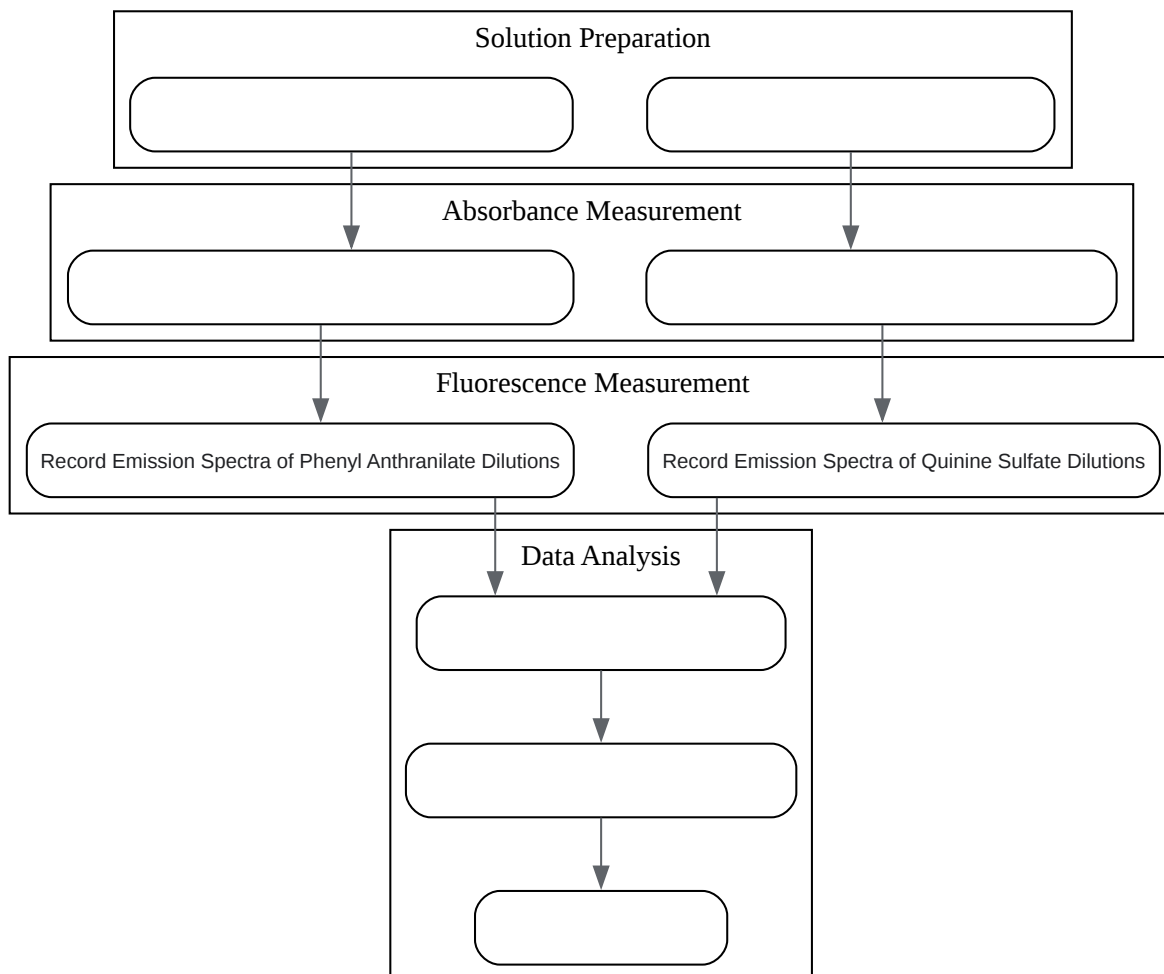 Solution Preparation
Absorbance Measurement
Fluorescence Measurement
Record Emission Spectra of Phenyl Anthranilate Dilutions
Record Emission Spectra of Quinine Sulfate Dilutions
Data Analysis